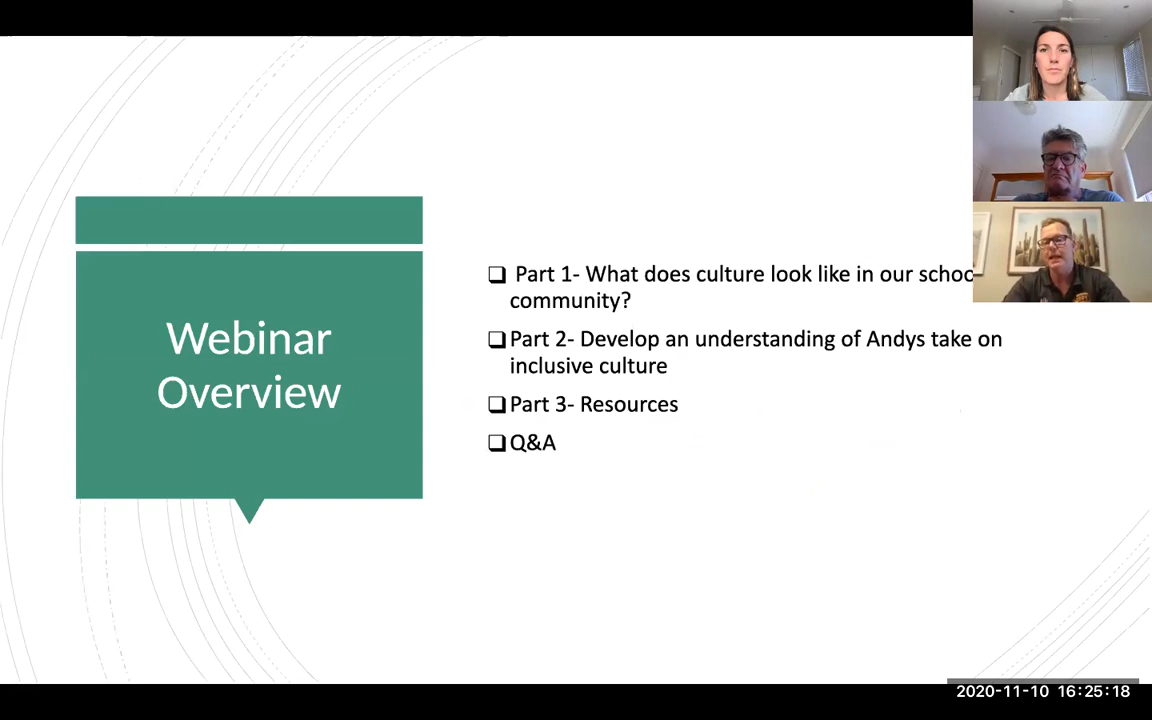 Webinar
Overview
Part 1- What does culture look like in our schoo
community?
Part 2- Develop an understanding of Andys take on
inclusive culture
Part 3- Resources
Q&A
2020-11-10 16:25:18